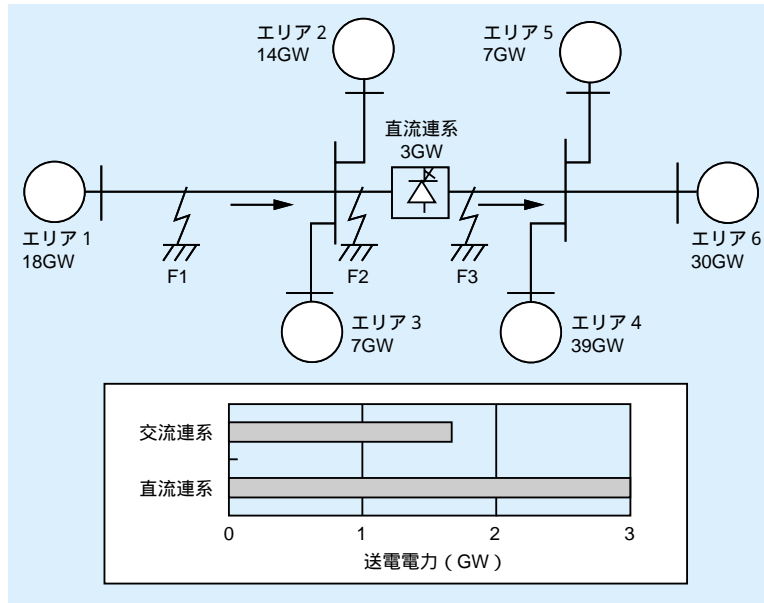 エリア 2
14GW
エリア 5
7GW
直流連系
3GW
エリア 1
18GW
F1
F2
F3
エリア 6
30GW
エリア 3
7GW
エリア 4
39GW
交流連系
直流連系
0
1
2
3
送電電力（GW）